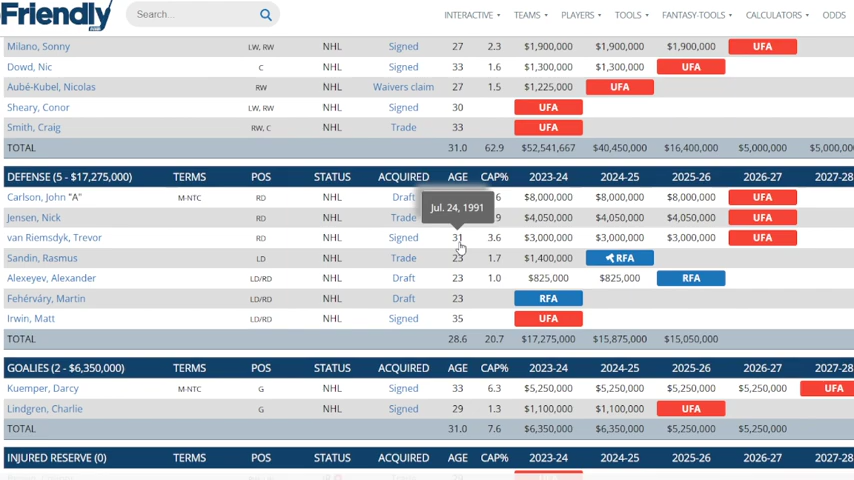 Friendly Search... INTERACTIVE TEAMS PLAYERS TOOLS FANTASY-TOOLS CALCULATORS ODDS
Milano, Sonny LW, RW NHL Signed 27 2.3 $1,900,000 $1,900,000 $1,900,000 UFA
Dowd, Nic C NHL Signed 33 1.6 $1,300,000 $1,300,000 UFA
Aubé-Kubel, Nicolas RW NHL Waivers claim 27 1.5 $1,225,000 UFA
Sheary, Conor LW, RW NHL Signed 30 UFA
Smith, Craig RW, C NHL Trade 33 UFA
TOTAL 31.0 62.9 $52,541,667 $40,450,000 $16,400,000 $5,000,000 $5,000,00
DEFENSE (5 - $17,275,000) TERMS POS STATUS ACQUIRED AGE CAP% 2023-24 2024-25 2025-26 2026-27 2027-28
Carlson, John "A" M-NTC RD NHL Draft 6 $8,000,000 $8,000,000 $8,000,000 UFA
Jul. 24, 1991
Jensen, Nick RD NHL Trade 9 $4,050,000 $4,050,000 $4,050,000 UFA
van Riemsdyk, Trevor RD NHL Signed 31 3.6 $3,000,000 $3,000,000 $3,000,000 UFA
Sandin, Rasmus LD NHL Trade 23 1.7 $1,400,000 RFA
Alexeyev, Alexander LD/RD NHL Draft 23 1.0 $825,000 $825,000 RFA
Fehérváry, Martin LD/RD NHL Draft 23 RFA
Irwin, Matt LD/RD NHL Signed 35 UFA
TOTAL 28.6 20.7 $17,275,000 $15,875,000 $15,050,000
GOALIES (2 - $6,350,000) TERMS POS STATUS ACQUIRED AGE CAP% 2023-24 2024-25 2025-26 2026-27 2027-28
Kuemper, Darcy M-NTC G NHL Signed 33 6.3 $5,250,000 $5,250,000 $5,250,000 $5,250,000 UFA
Lindgren, Charlie G NHL Signed 29 1.3 $1,100,000 $1,100,000 UFA
TOTAL 31.0 7.6 $6,350,000 $6,350,000 $5,250,000 $5,250,000
INJURED RESERVE (0) TERMS POS STATUS ACQUIRED AGE CAP% 2023-24 2024-25 2025-26 2026-27 2027-28